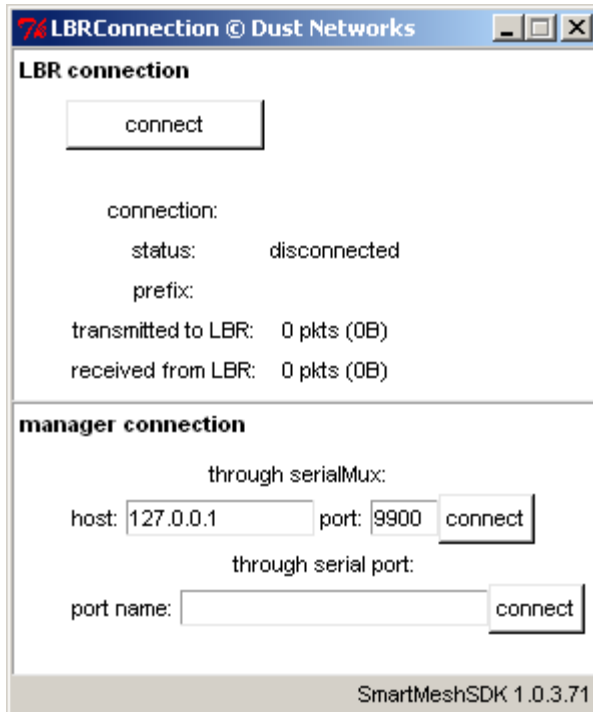 LBRConnection © Dust Networks
LBR connection
connect
connection:
status: disconnected
prefix:
transmitted to LBR: 0 pkts (0B)
received from LBR: 0 pkts (0B)
manager connection
through serialMux:
host: 127.0.0.1 port: 9900 connect
through serial port:
port name: connect
SmartMeshSDK 1.0.3.71